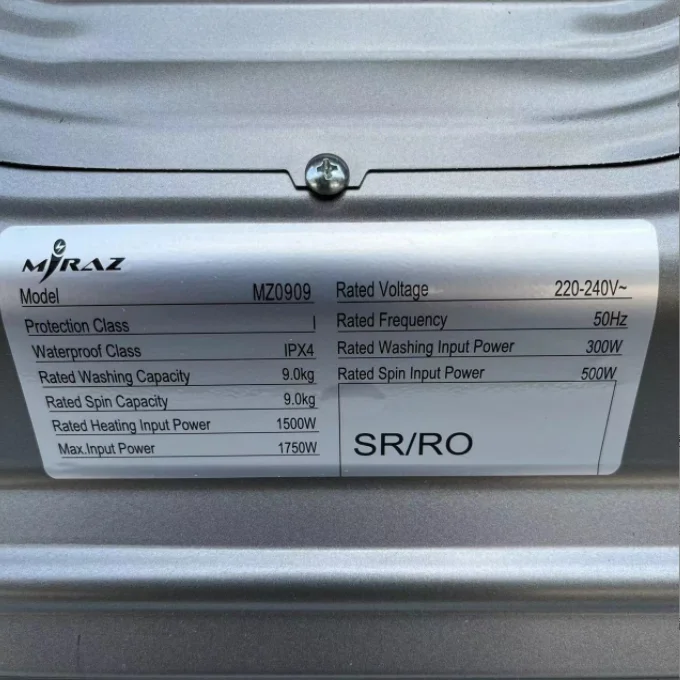 MIRAZ
Model MZ0909
Protection Class I
Waterproof Class IPX4
Rated Washing Capacity 9.0kg
Rated Spin Capacity 9.0kg
Rated Heating Input Power 1500W
Max.Input Power 1750W
Rated Voltage 220-240V~
Rated Frequency 50Hz
Rated Washing Input Power 300W
Rated Spin Input Power 500W
SR/RO